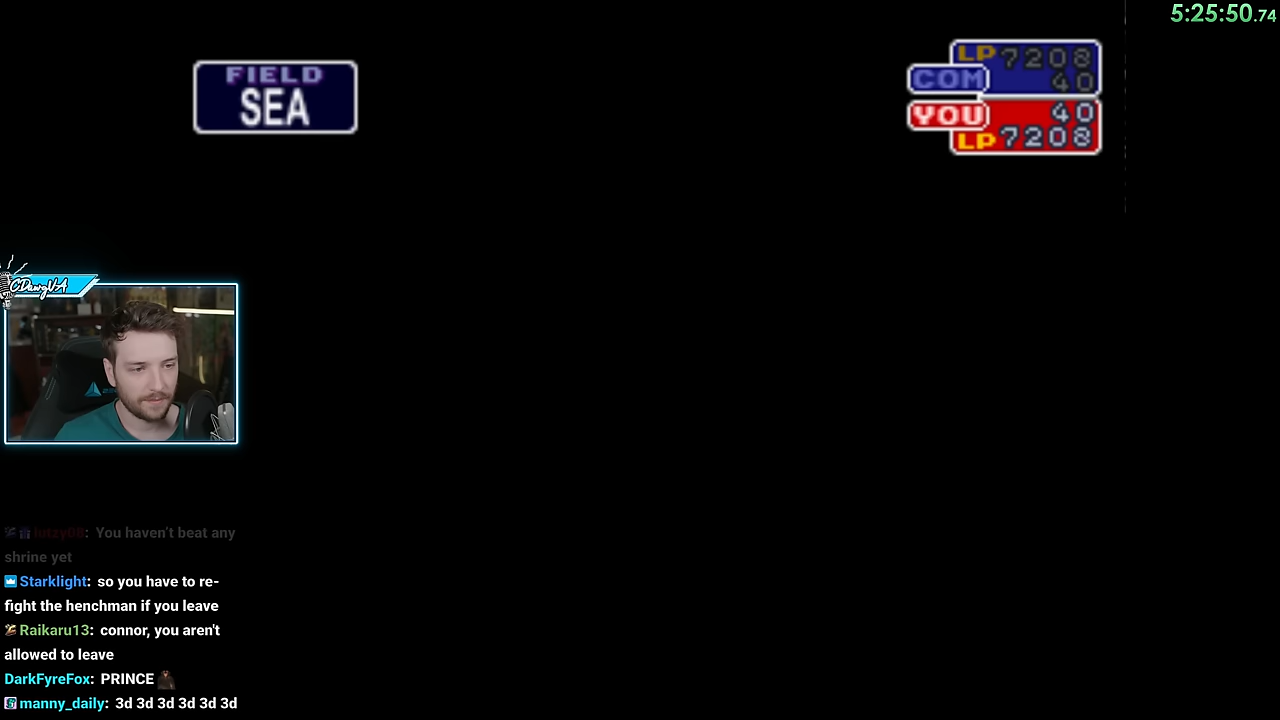 5:25:50.74
FIELD
SEA
LP 7208
COM 40
YOU 40
LP 7208
CDawgVA
lutzy08: You haven't beat any
shrine yet
Starklight: so you have to re-
fight the henchman if you leave
Raikaru13: connor, you aren't
allowed to leave
DarkFyreFox: PRINCE
manny_daily: 3d 3d 3d 3d 3d 3d